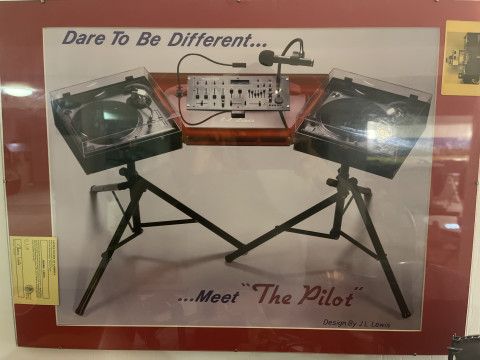 Dare To Be Different...
...Meet "The Pilot"
Design By J.L. Lewis